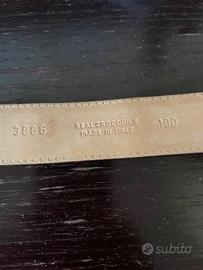 3886
REAL CROCODILE
MADE IN ITALY
100
subito